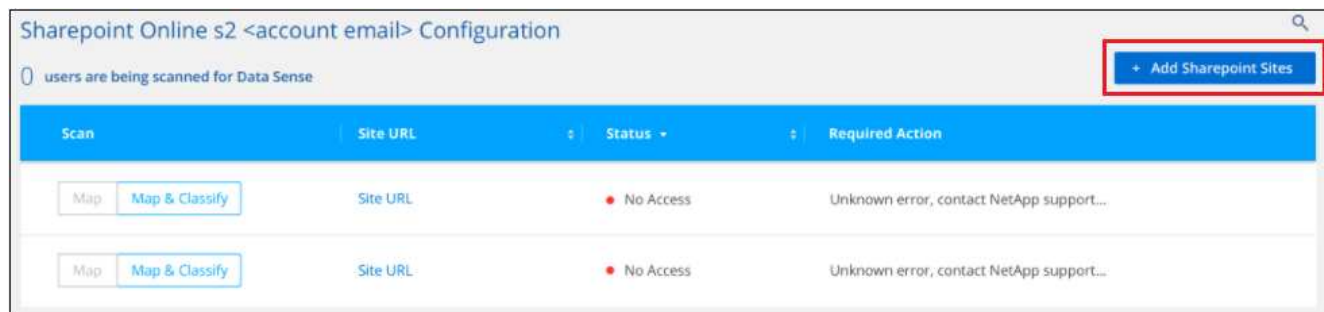 Sharepoint Online s2 <account email> Configuration
0 users are being scanned for Data Sense
+ Add Sharepoint Sites
Scan Site URL Status Required Action
Map Map & Classify Site URL No Access Unknown error, contact NetApp support...
Map Map & Classify Site URL No Access Unknown error, contact NetApp support...